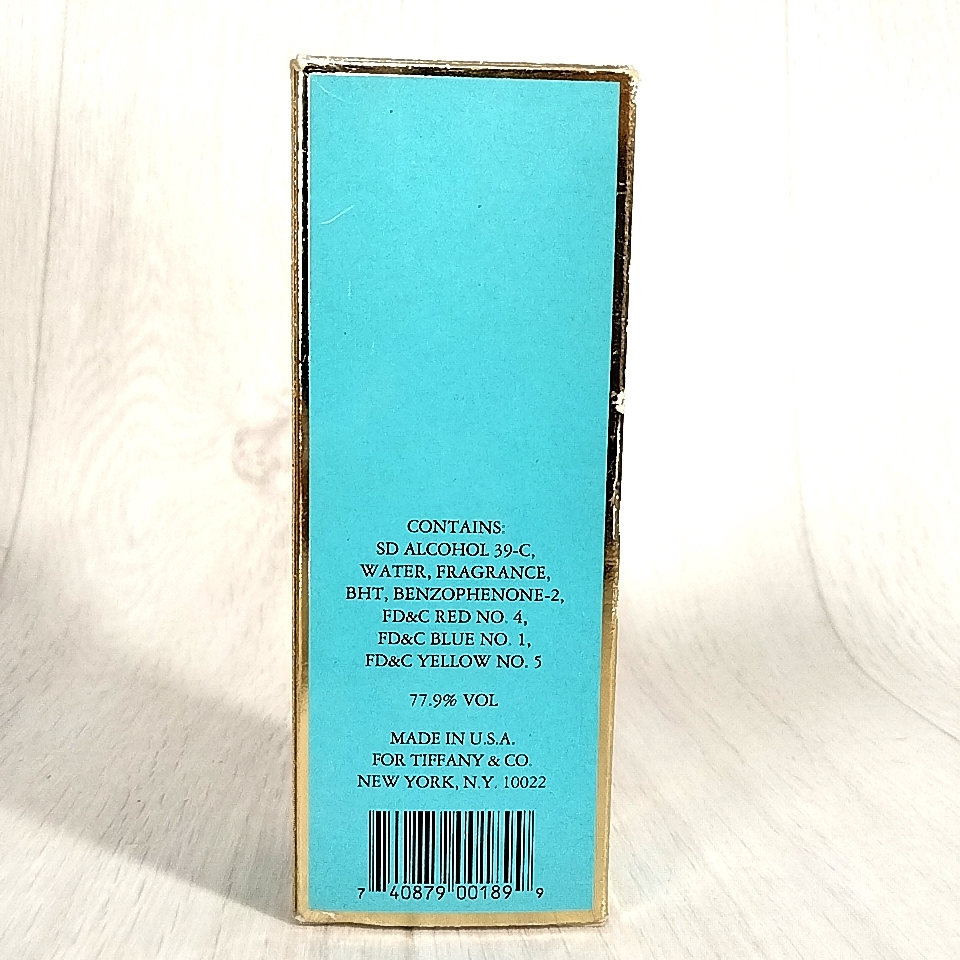 CONTAINS:
SD ALCOHOL 39-C,
WATER, FRAGRANCE,
BHT, BENZOPHENONE-2,
FD&C RED NO. 4,
FD&C BLUE NO. 1,
FD&C YELLOW NO. 5
77.9% VOL
MADE IN U.S.A.
FOR TIFFANY & CO.
NEW YORK, N.Y. 10022
7 40879 00189 9